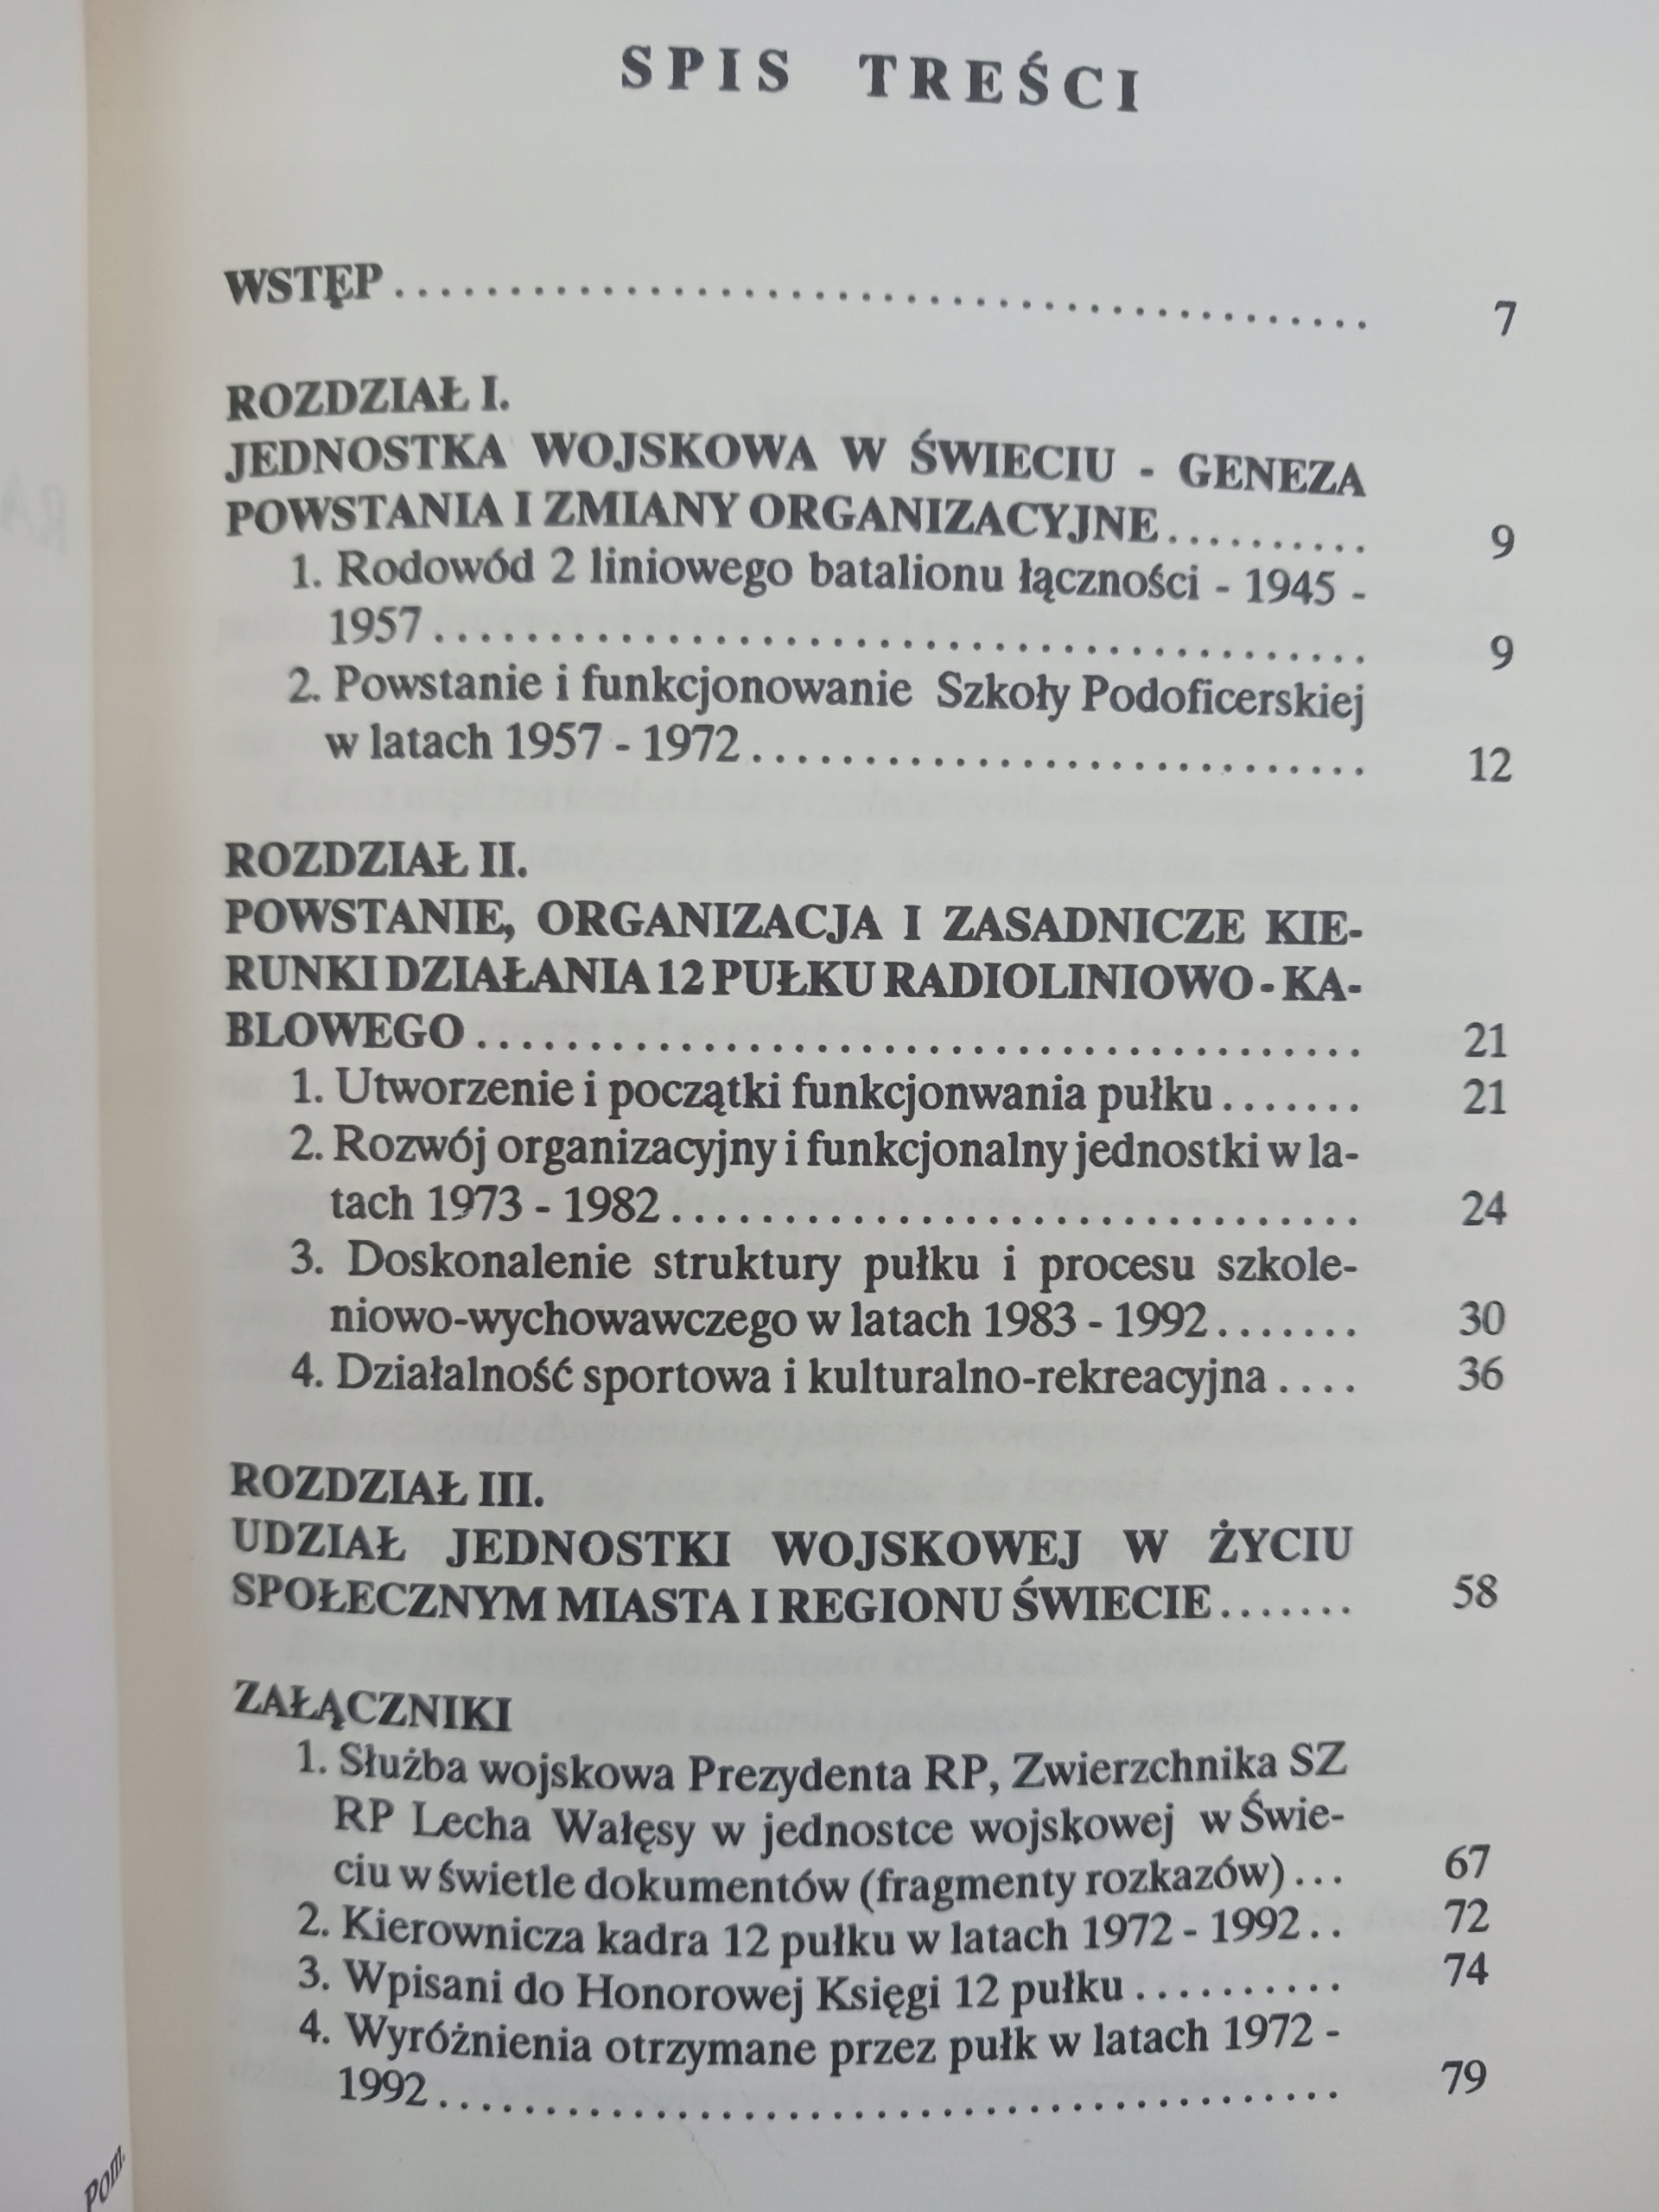 SPIS TREŚCI
WSTĘP........................................ 7
ROZDZIAŁ I.
JEDNOSTKA WOJSKOWA W ŚWIECIU - GENEZA
POWSTANIA I ZMIANY ORGANIZACYJNE.......... 9
1. Rodowód 2 liniowego batalionu łączności - 1945 -
1957........................................ 9
2. Powstanie i funkcjonowanie Szkoły Podoficerskiej
w latach 1957 - 1972............................ 12
ROZDZIAŁ II.
POWSTANIE, ORGANIZACJA I ZASADNICZE KIE-
RUNKI DZIAŁANIA 12 PUŁKU RADIOLINIOWO - KA-
BLOWEGO....................................... 21
1. Utworzenie i początki funkcjonwania pułku....... 21
2. Rozwój organizacyjny i funkcjonalny jednostki w la-
tach 1973 - 1982............................... 24
3. Doskonalenie struktury pułku i procesu szkole-
niowo-wychowawczego w latach 1983 - 1992....... 30
4. Działalność sportowa i kulturalno-rekreacyjna.... 36
ROZDZIAŁ III.
UDZIAŁ JEDNOSTKI WOJSKOWEJ W ŻYCIU
SPOŁECZNYM MIASTA I REGIONU ŚWIECIE....... 58
ZAŁĄCZNIKI
1. Służba wojskowa Prezydenta RP, Zwierzchnika SZ
RP Lecha Wałęsy w jednostce wojskowej w Świe-
ciu w świetle dokumentów (fragmenty rozkazów)... 67
2. Kierownicza kadra 12 pułku w latach 1972 - 1992.. 72
3. Wpisani do Honorowej Księgi 12 pułku.......... 74
4. Wyróżnienia otrzymane przez pułk w latach 1972 -
1992........................................ 79
Pom.